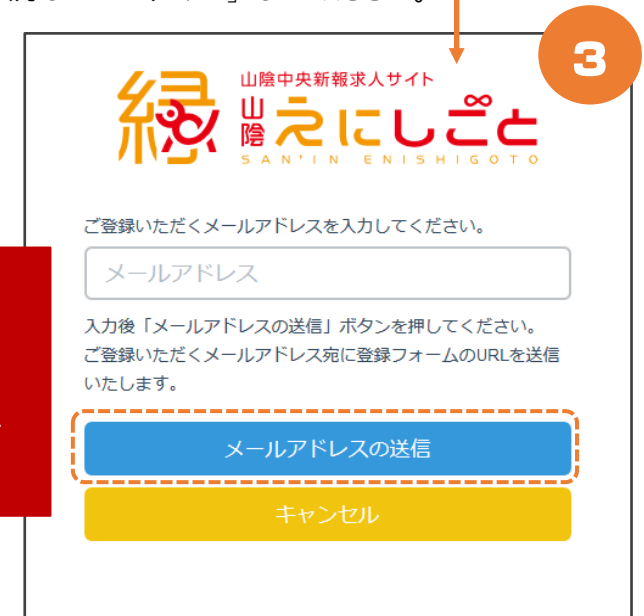 3
山陰中央新報求人サイト
縁
山陰
えにしごと
SAN'IN ENISHIGOTO
ご登録いただくメールアドレスを入力してください。
メールアドレス
入力後「メールアドレスの送信」ボタンを押してください。
ご登録いただくメールアドレス宛に登録フォームのURLを送信
いたします。
メールアドレスの送信
キャンセル